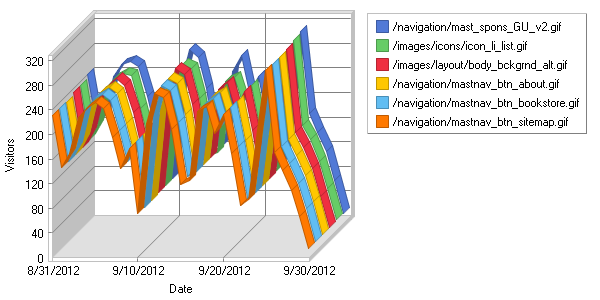 /navigation/mast_spons_GU_v2.gif
/images/icons/icon_li_list.gif
/images/layout/body_bckgrnd_alt.gif
/navigation/mastnav_btn_about.gif
/navigation/mastnav_btn_bookstore.gif
/navigation/mastnav_btn_sitemap.gif
320
280
240
200
160
120
80
40
0
Visitors
8/31/2012 9/10/2012 9/20/2012 9/30/2012
Date